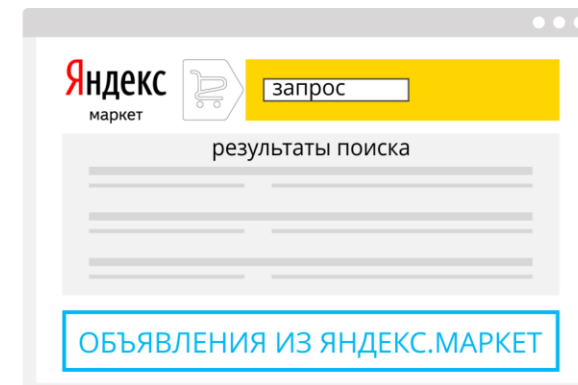 Яндекс
маркет
запрос
результаты поиска
ОБЪЯВЛЕНИЯ ИЗ ЯНДЕКС.МАРКЕТ